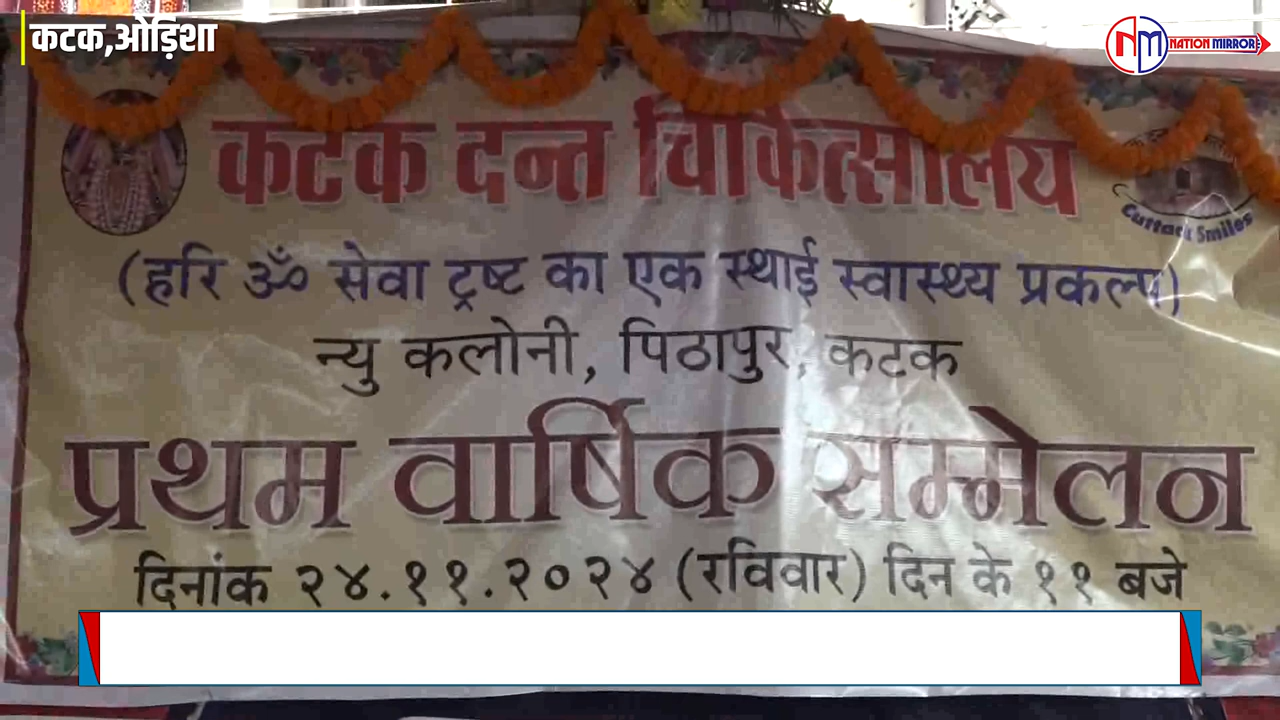 कटक,ओड़िशा
NM NATION MIRROR
कटक दन्त चिकित्सालय
Cuttack Smiles
(हरि ॐ सेवा ट्रष्ट का एक स्थाई स्वास्थ्य प्रकल्प)
न्यु कलोनी, पिठापुर, कटक
प्रथम वार्षिक सम्मेलन
दिनांक २४.११.२०२४ (रविवार) दिन के ११ बजे